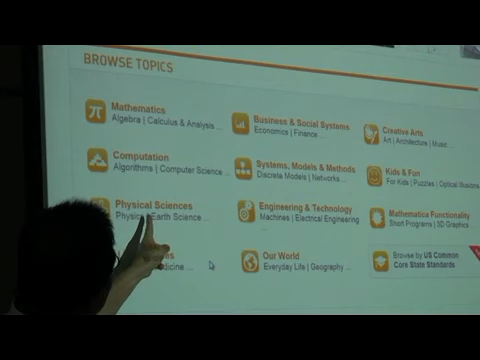 BROWSE TOPICS
Mathematics
Algebra | Calculus & Analysis ...
Business & Social Systems
Economics | Finance ...
Creative Arts
Art | Architecture | Music ...
Computation
Algorithms | Computer Science ...
Systems, Models & Methods
Discrete Models | Networks ...
Kids & Fun
For Kids | Puzzles | Optical Illusions
Physical Sciences
Physics Earth Science ...
Engineering & Technology
Machines | Electrical Engineering
...
Mathematica Functionality
Short Programs | 3D Graphics ...
Our World
Everyday Life | Geography ...
Browse by US Common
Core State Standards